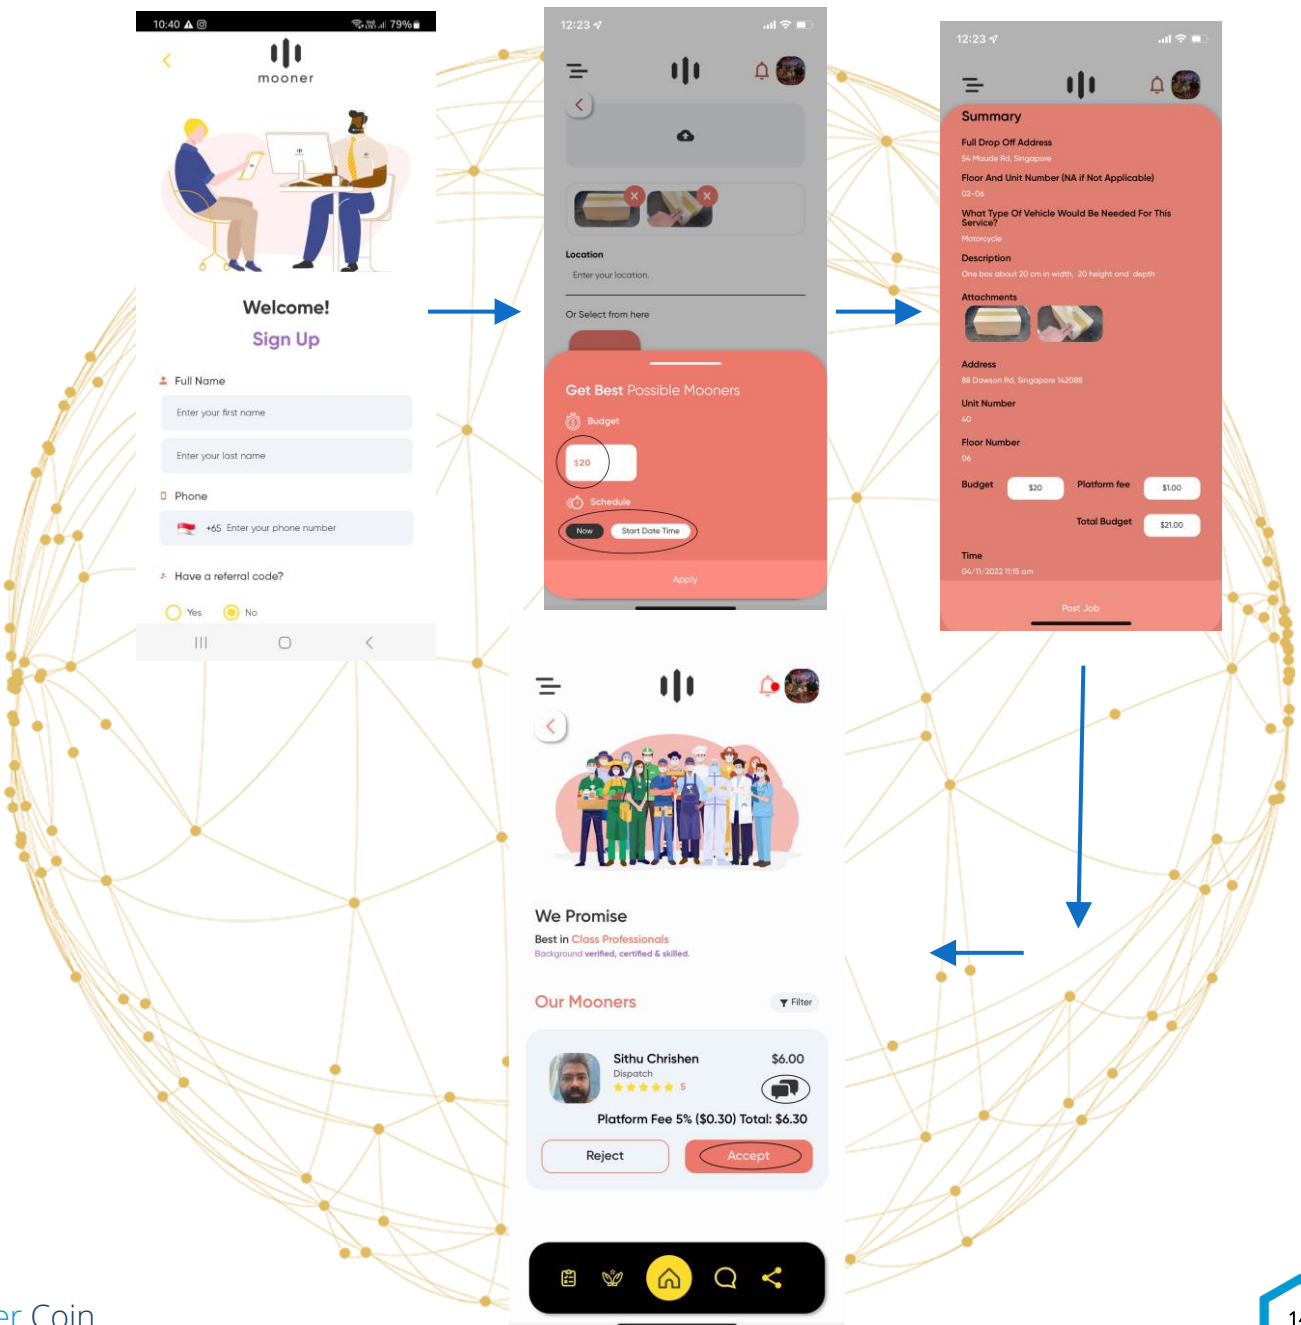 10:40
79%
mooner
Welcome!
Sign Up
Full Name
Enter your first name
Enter your last name
Phone
+65 Enter your phone number
Have a referral code?
Yes No
12:23
Location
Enter your location.
Or Select from here
Get Best Possible Mooners
Budget
$20
Schedule
Now Start Date Time
Apply
12:23
Summary
Full Drop Off Address
54 Maude Rd, Singapore
Floor And Unit Number (NA if Not Applicable)
02-06
What Type Of Vehicle Would Be Needed For This
Service?
Motorcycle
Description
One box about 20 cm in width, 20 height and depth
Attachments
Address
88 Dawson Rd, Singapore 142088
Unit Number
40
Floor Number
06
Budget $20 Platform fee $1.00
Total Budget $21.00
Time
04/11/2022 11:15 am
Post Job
We Promise
Best in Class Professionals
Background verified, certified & skilled.
Our Mooners
Filter
Sithu Chrishen $6.00
Dispatch
5
Platform Fee 5% ($0.30) Total: $6.30
Reject Accept
er Coin
14